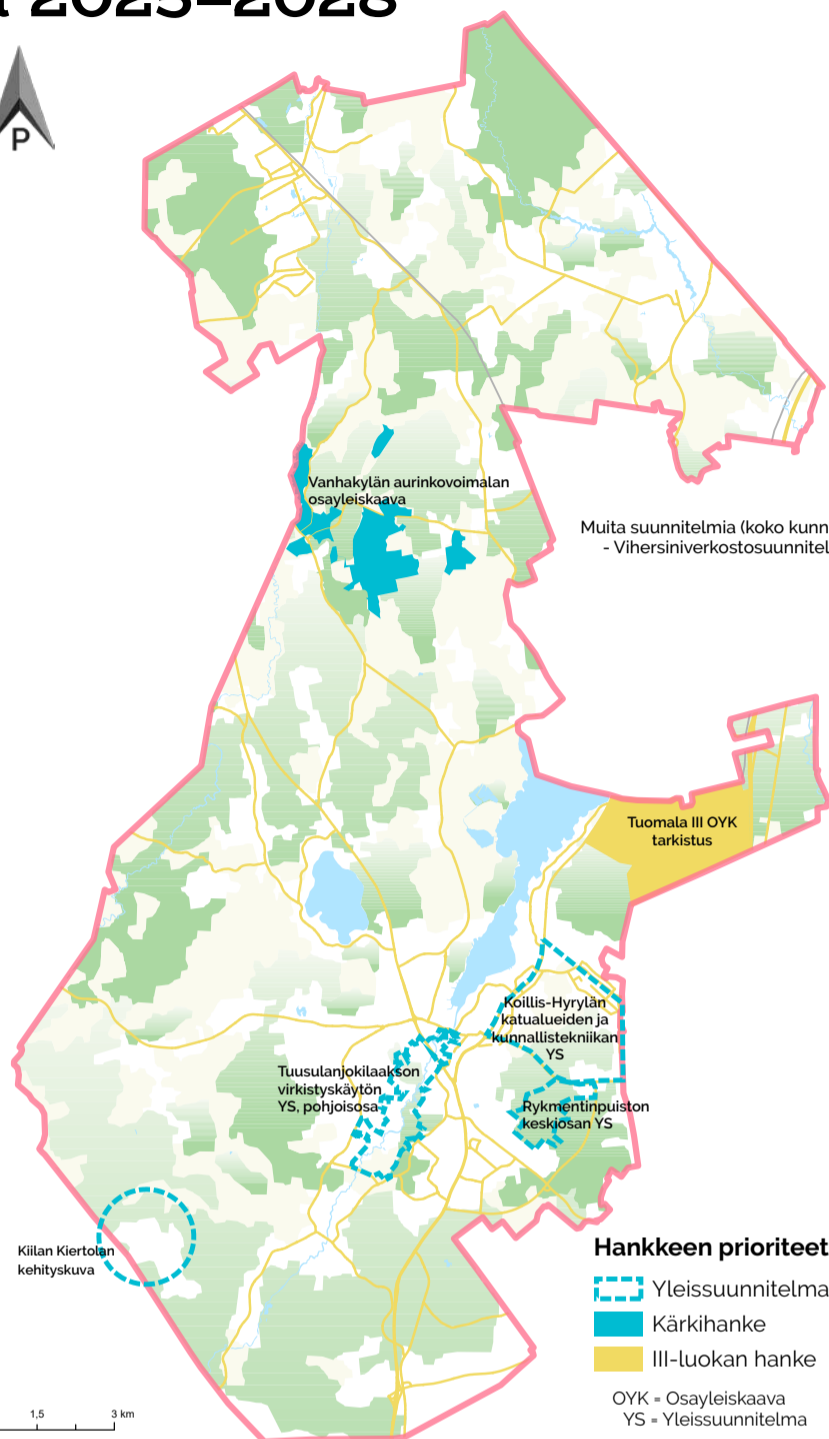 2025–2028
P
Vanhakylän aurinkovoimalan
osayleiskaava
Muita suunnitelmia (koko kunn
- Vihersiniverkostosuunnitel
Tuomala III OYK
tarkistus
Koillis-Hyrylän
katualueiden ja
kunnallistekniikan
YS
Tuusulanjokilaakson
virkistyskäytön
YS, pohjoisosa
Rykmentinpuiston
keskiosan YS
Kiilan Kiertolan
kehityskuva
Hankkeen prioriteet
Yleissuunnitelma
Kärkihanke
III-luokan hanke
OYK = Osayleiskaava
YS = Yleissuunnitelma
1,5 3 km